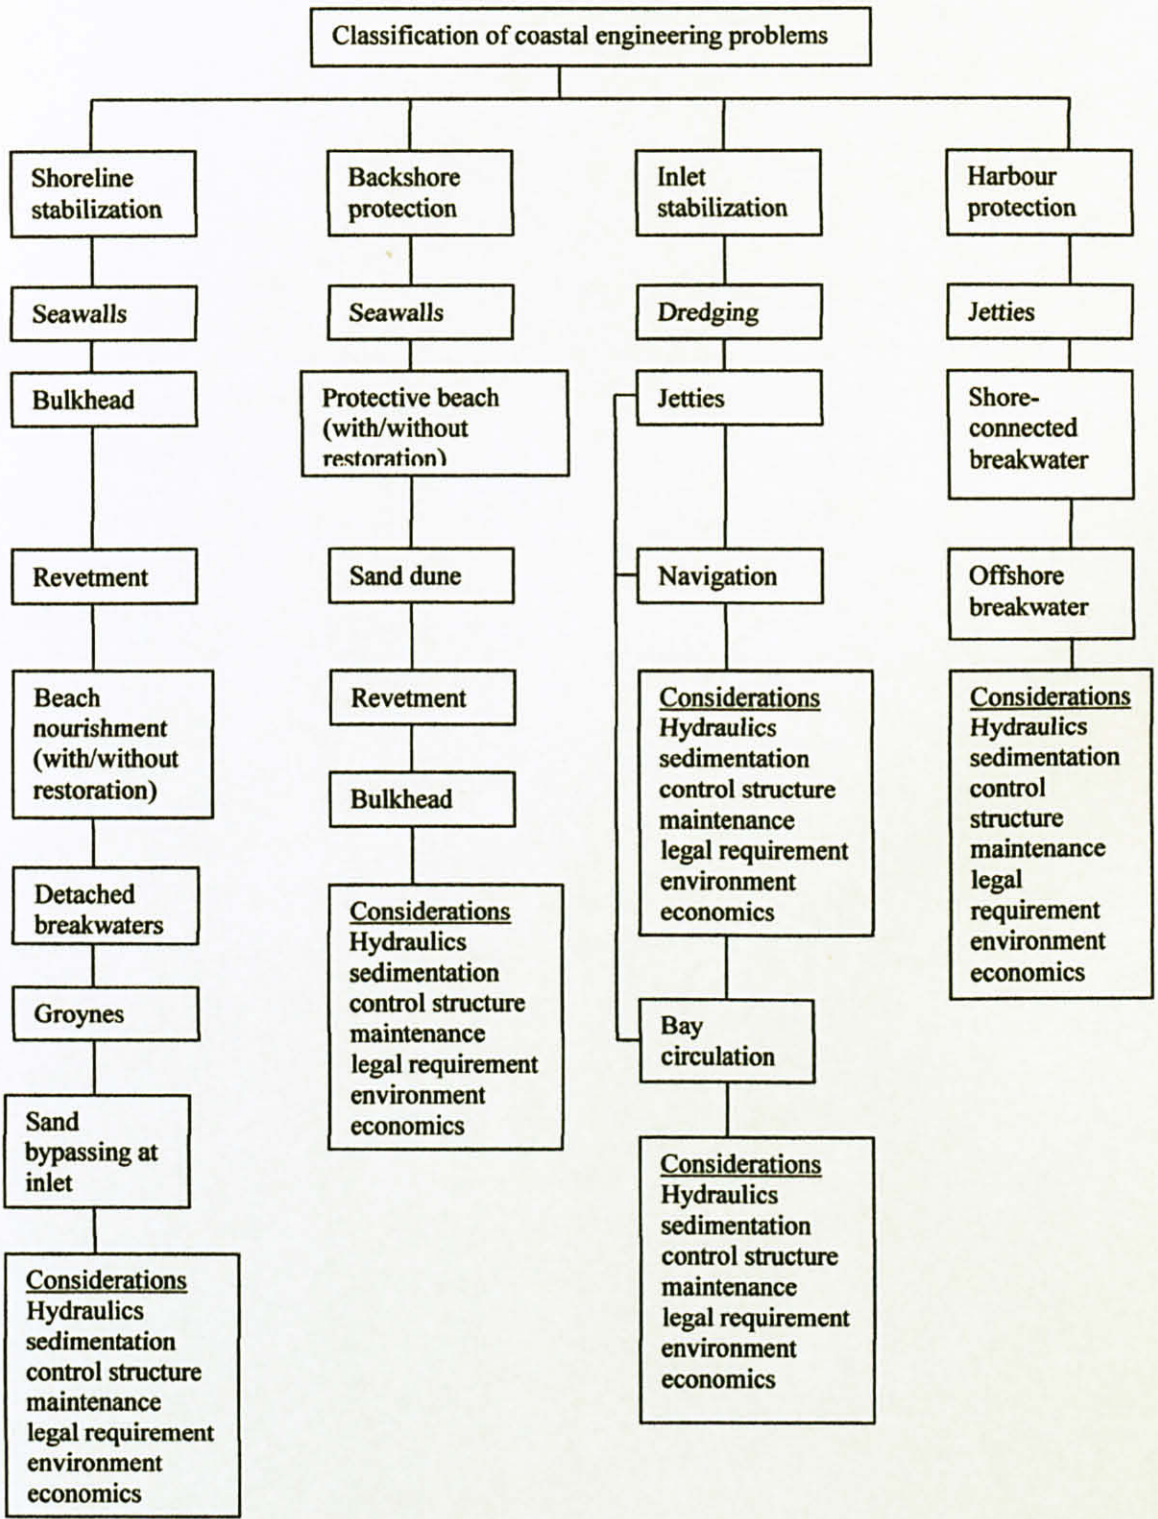 Classification of coastal engineering problems
Shoreline
stabilization
Seawalls
Bulkhead
Revetment
Beach
nourishment
(with/without
restoration)
Detached
breakwaters
Groynes
Sand
bypassing at
inlet
Considerations
Hydraulics
sedimentation
control structure
maintenance
legal requirement
environment
economics
Backshore
protection
Seawalls
Protective beach
(with/without
restoration)
Sand dune
Revetment
Bulkhead
Considerations
Hydraulics
sedimentation
control structure
maintenance
legal requirement
environment
economics
Inlet
stabilization
Dredging
Jetties
Navigation
Considerations
Hydraulics
sedimentation
control structure
maintenance
legal requirement
environment
economics
Bay
circulation
Considerations
Hydraulics
sedimentation
control structure
maintenance
legal requirement
environment
economics
Harbour
protection
Jetties
Shore-
connected
breakwater
Offshore
breakwater
Considerations
Hydraulics
sedimentation
control
structure
maintenance
legal
requirement
environment
economics